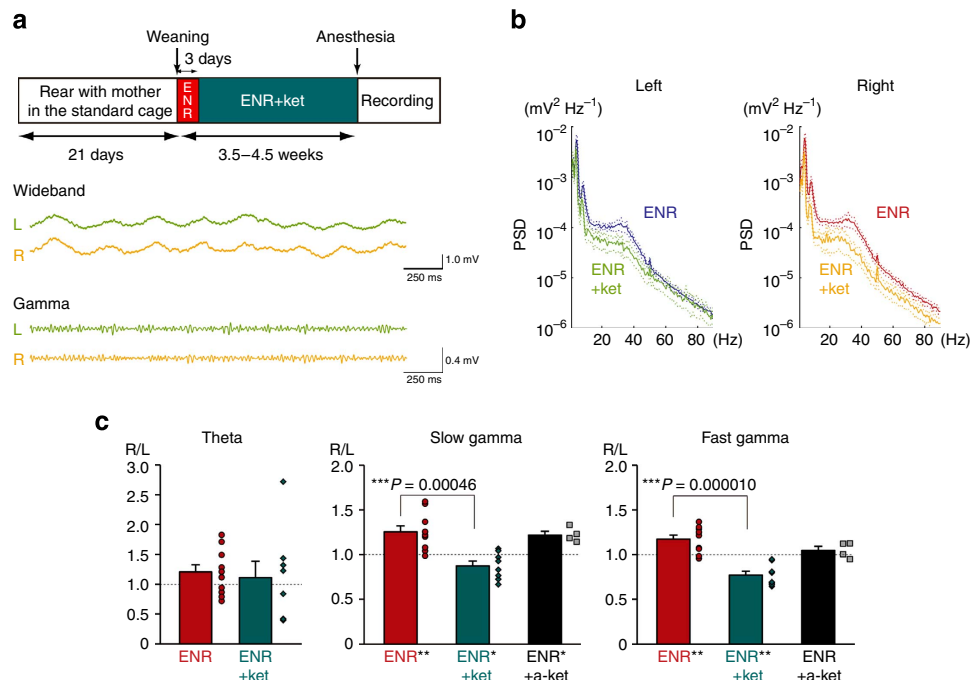 a
Weaning
Anesthesia
3 days
Rear with mother
in the standard cage
E
N
R
ENR+ket
Recording
21 days
3.5–4.5 weeks
Wideband
L
R
1.0 mV
250 ms
Gamma
L
R
0.4 mV
250 ms
b
Left
(mV² Hz⁻¹)
10⁻²
10⁻³
10⁻⁴
10⁻⁵
10⁻⁶
PSD
ENR
ENR
+ket
20 40 60 80 (Hz)
Right
(mV² Hz⁻¹)
10⁻²
10⁻³
10⁻⁴
10⁻⁵
10⁻⁶
PSD
ENR
ENR
+ket
20 40 60 80 (Hz)
c
Theta
R/L
3.0
2.5
2.0
1.5
1.0
0.5
0
ENR
ENR
+ket
Slow gamma
R/L
2.0
***P = 0.00046
1.5
1.0
0.5
0
ENR**
ENR*
+ket
ENR*
+a-ket
Fast gamma
R/L
2.0
***P = 0.000010
1.5
1.0
0.5
0
ENR**
ENR**
+ket
ENR
+a-ket